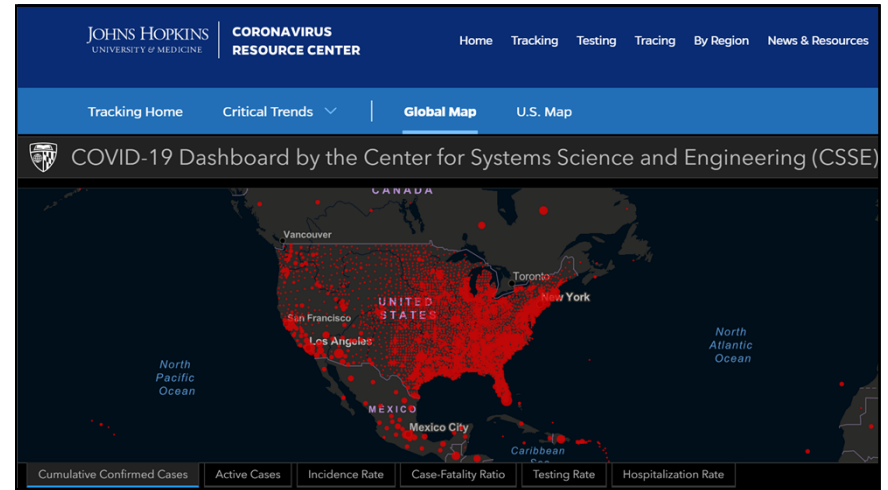 JOHNS HOPKINS
UNIVERSITY & MEDICINE
CORONAVIRUS
RESOURCE CENTER
Home Tracking Testing Tracing By Region News & Resources
Tracking Home Critical Trends Global Map U.S. Map
COVID-19 Dashboard by the Center for Systems Science and Engineering (CSSE)
CANADA
Vancouver
Toronto
New York
UNITED
STATES
San Francisco
Los Angeles
North
Atlantic
Ocean
North
Pacific
Ocean
MEXICO
Mexico City
Caribbean
Sea
Cumulative Confirmed Cases Active Cases Incidence Rate Case-Fatality Ratio Testing Rate Hospitalization Rate